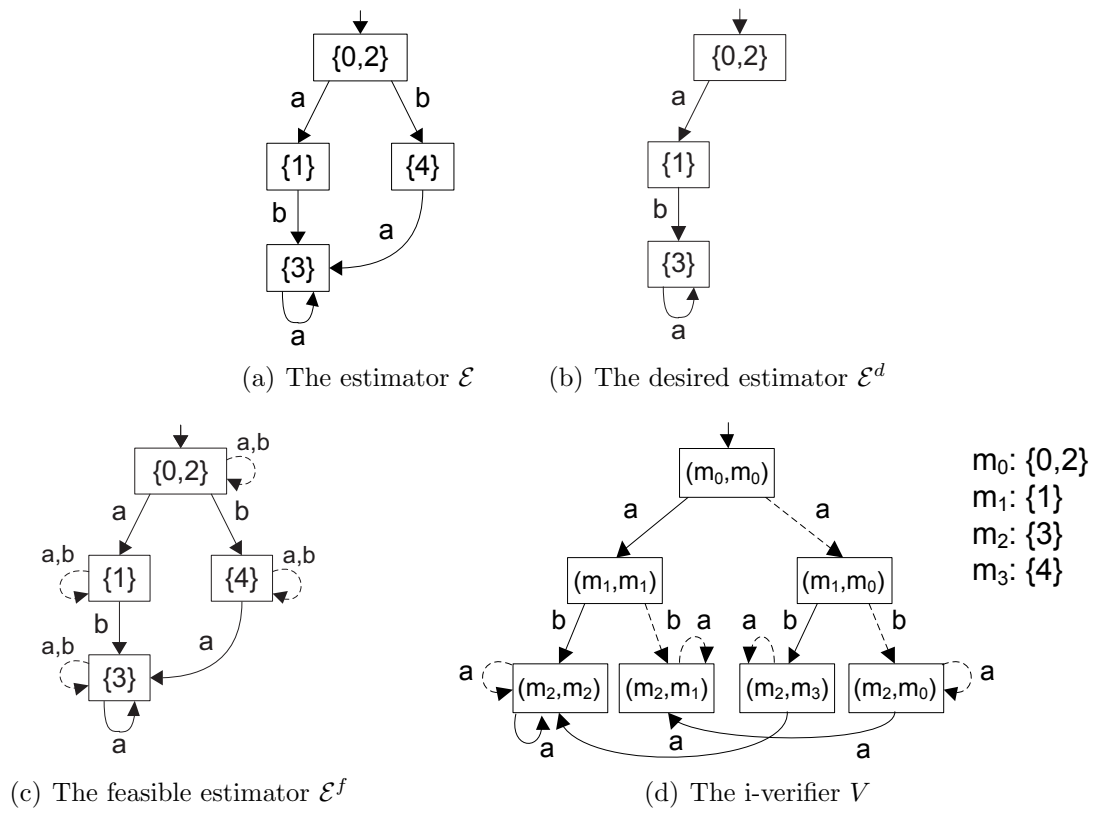 {0,2}
a
b
{1}
{4}
b
a
{3}
a
(a) The estimator ℰ
{0,2}
a
{1}
b
{3}
a
(b) The desired estimator ℰᵈ
{0,2}
a,b
a
b
a,b
{1}
{4}
a,b
b
a
a,b
{3}
a
(c) The feasible estimator ℰᶠ
(m₀,m₀)
a
a
(m₁,m₁)
(m₁,m₀)
b
b
a
a
b
b
a
(m₂,m₂)
(m₂,m₁)
(m₂,m₃)
(m₂,m₀)
a
a
a
a
m₀: {0,2}
m₁: {1}
m₂: {3}
m₃: {4}
(d) The i-verifier V